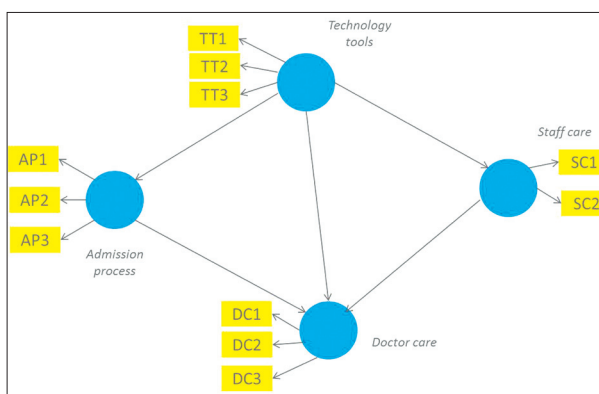 Technology
tools
TT1
TT2
TT3
Staff care
SC1
SC2
AP1
AP2
AP3
Admission
process
DC1
DC2
DC3
Doctor care